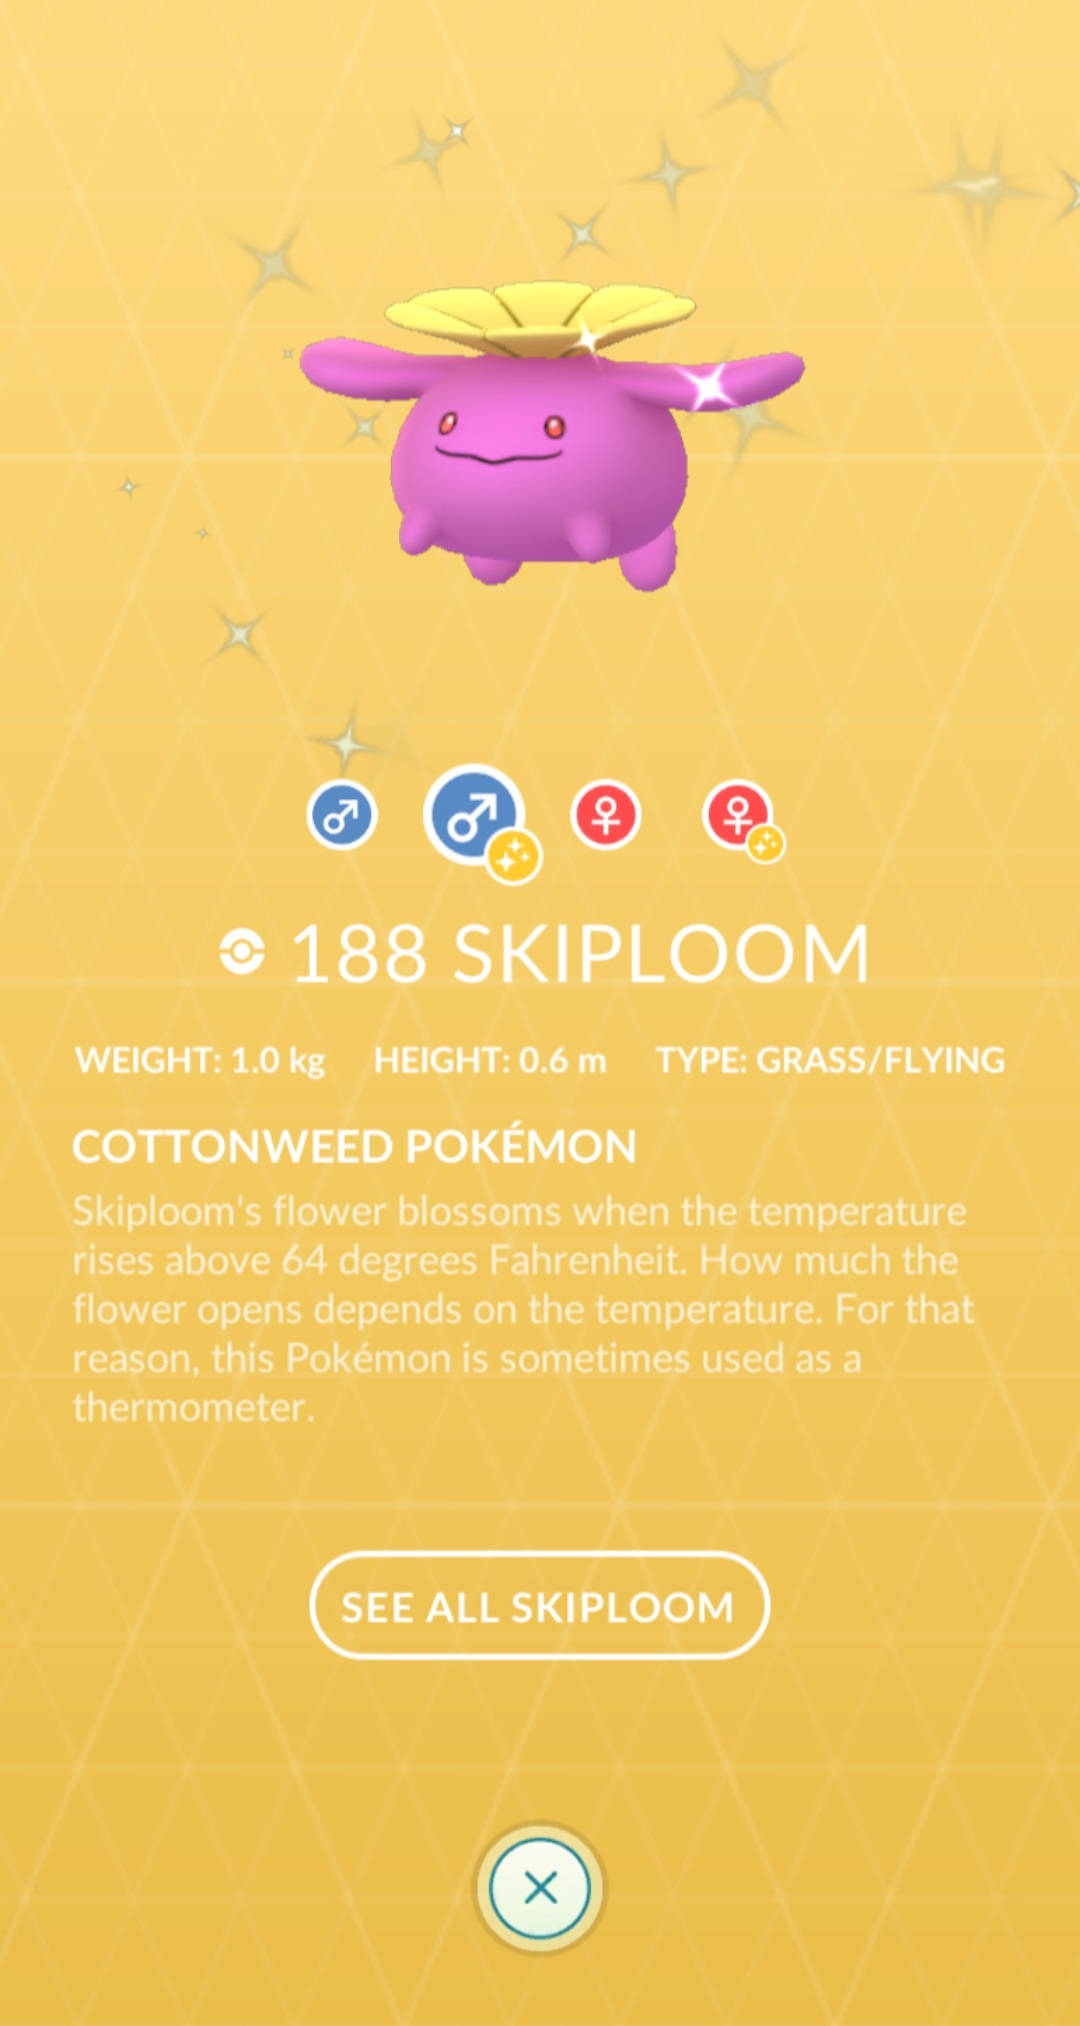 188 SKIPLOOM
WEIGHT: 1.0 kg HEIGHT: 0.6 m TYPE: GRASS/FLYING
COTTONWEED POKÉMON
Skiploom's flower blossoms when the temperature
rises above 64 degrees Fahrenheit. How much the
flower opens depends on the temperature. For that
reason, this Pokémon is sometimes used as a
thermometer.
SEE ALL SKIPLOOM